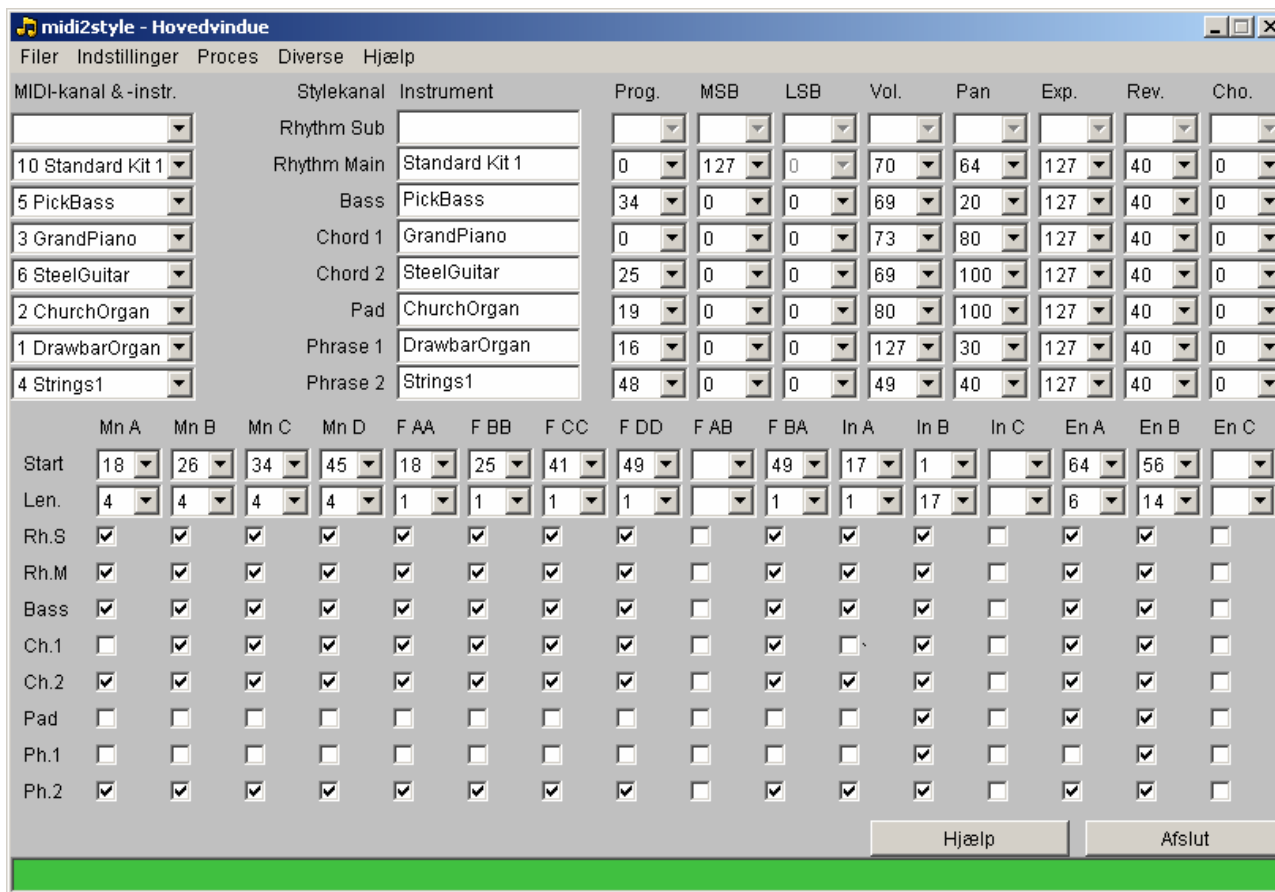 midi2style - Hovedvindue
Filer Indstillinger Proces Diverse Hjælp
MIDI-kanal & -instr. Stylekanal Instrument Prog. MSB LSB Vol. Pan Exp. Rev. Cho.
Rhythm Sub
10 Standard Kit 1 Rhythm Main Standard Kit 1 0 127 0 70 64 127 40 0
5 PickBass Bass PickBass 34 0 0 69 20 127 40 0
3 GrandPiano Chord 1 GrandPiano 0 0 0 73 80 127 40 0
6 SteelGuitar Chord 2 SteelGuitar 25 0 0 69 100 127 40 0
2 ChurchOrgan Pad ChurchOrgan 19 0 0 80 100 127 40 0
1 DrawbarOrgan Phrase 1 DrawbarOrgan 16 0 0 127 30 127 40 0
4 Strings1 Phrase 2 Strings1 48 0 0 49 40 127 40 0
Mn A Mn B Mn C Mn D F AA F BB F CC F DD F AB F BA In A In B In C En A En B En C
Start 18 26 34 45 18 25 41 49 49 17 1 64 56
Len. 4 4 4 4 1 1 1 1 1 1 17 6 14
Rh.S
Rh.M
Bass
Ch.1
Ch.2
Pad
Ph.1
Ph.2
Hjælp Afslut